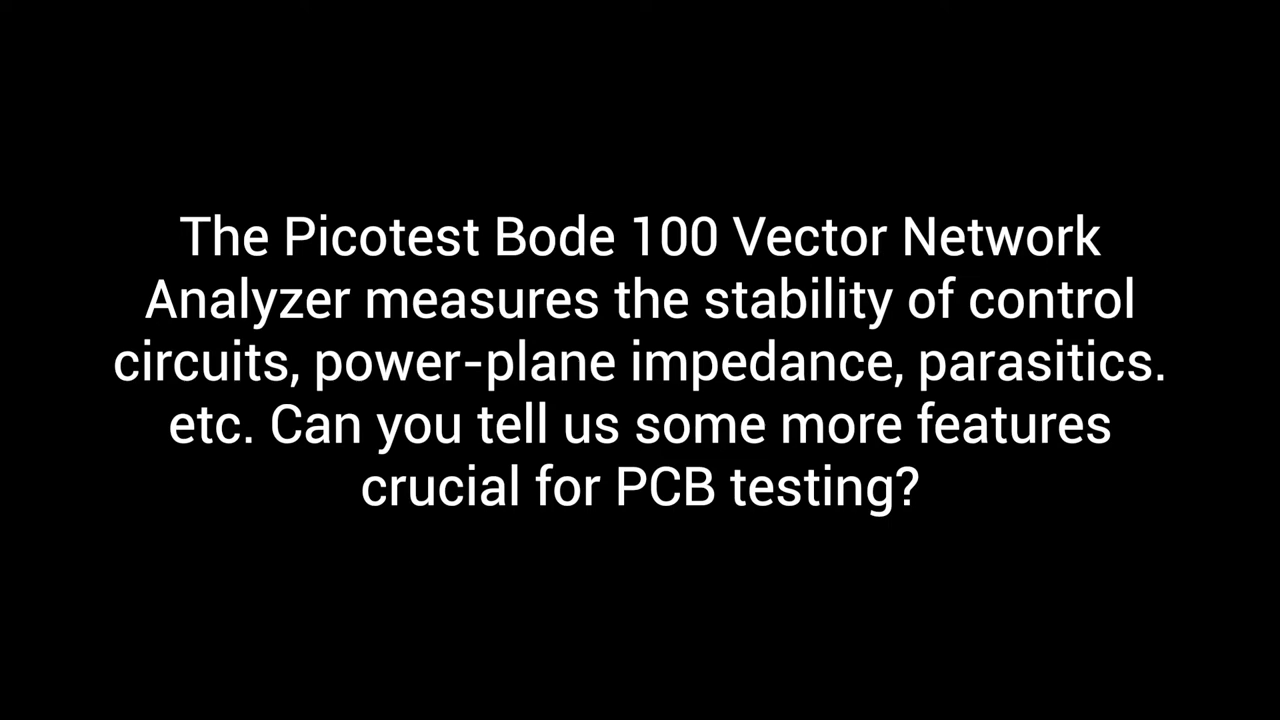 The Picotest Bode 100 Vector Network
Analyzer measures the stability of control
circuits, power-plane impedance, parasitics.
etc. Can you tell us some more features
crucial for PCB testing?